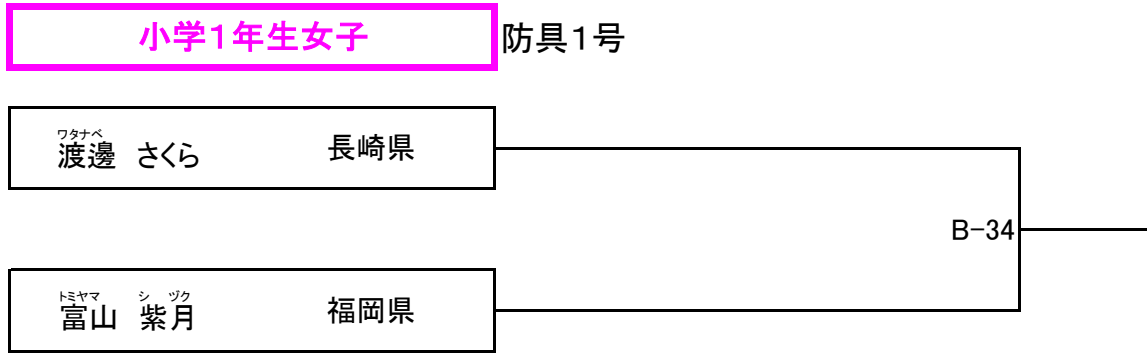 小学1年生女子 防具1号
ワタナベ
渡邊 さくら 長崎県
B-34
トミヤマ シ ヅク
富山 紫月 福岡県